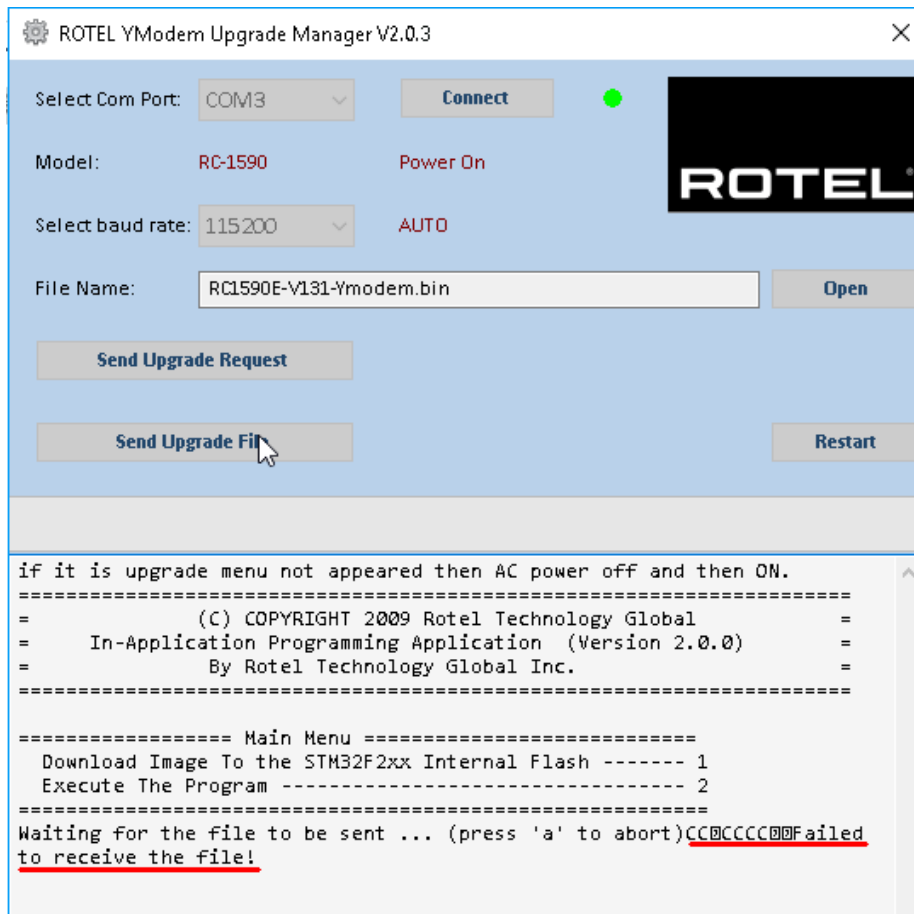 ROTEL YModem Upgrade Manager V2.0.3
Select Com Port: COM3 Connect
Model: RC-1590 Power On
ROTEL
Select baud rate: 115200 AUTO
File Name: RC1590E-V131-Ymodem.bin Open
Send Upgrade Request
Send Upgrade File Restart
if it is upgrade menu not appeared then AC power off and then ON.
======================================================================
= (C) COPYRIGHT 2009 Rotel Technology Global =
= In-Application Programming Application (Version 2.0.0) =
= By Rotel Technology Global Inc. =
======================================================================
================== Main Menu ============================
Download Image To the STM32F2xx Internal Flash ------- 1
Execute The Program ---------------------------------- 2
==========================================================
Waiting for the file to be sent ... (press 'a' to abort)CC␀CCCC␀␀Failed
to receive the file!